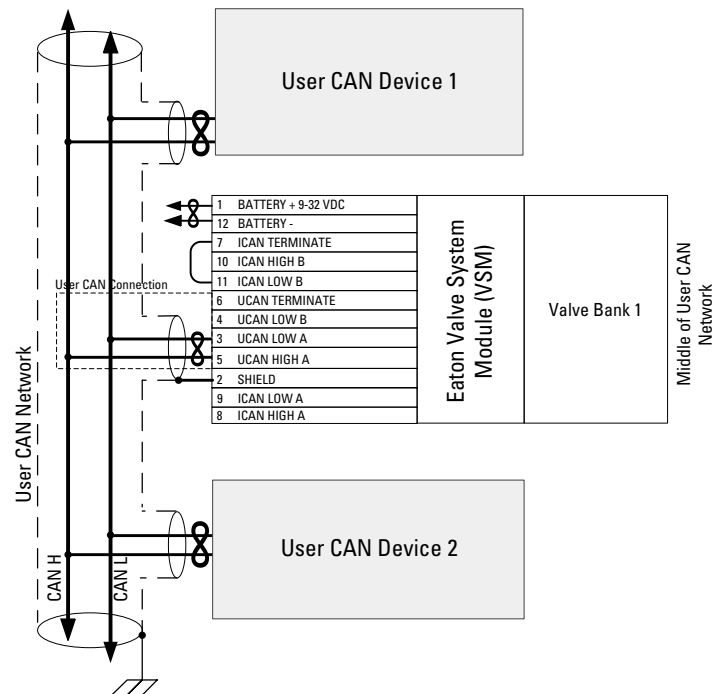 User CAN Device 1
1 BATTERY + 9-32 VDC
12 BATTERY -
7 ICAN TERMINATE
10 ICAN HIGH B
11 ICAN LOW B
6 UCAN TERMINATE
4 UCAN LOW B
3 UCAN LOW A
5 UCAN HIGH A
2 SHIELD
9 ICAN LOW A
8 ICAN HIGH A
User CAN Connection
Eaton Valve System
Module (VSM)
Valve Bank 1
Middle of User CAN
Network
User CAN Network
User CAN Device 2
CAN H
CAN L